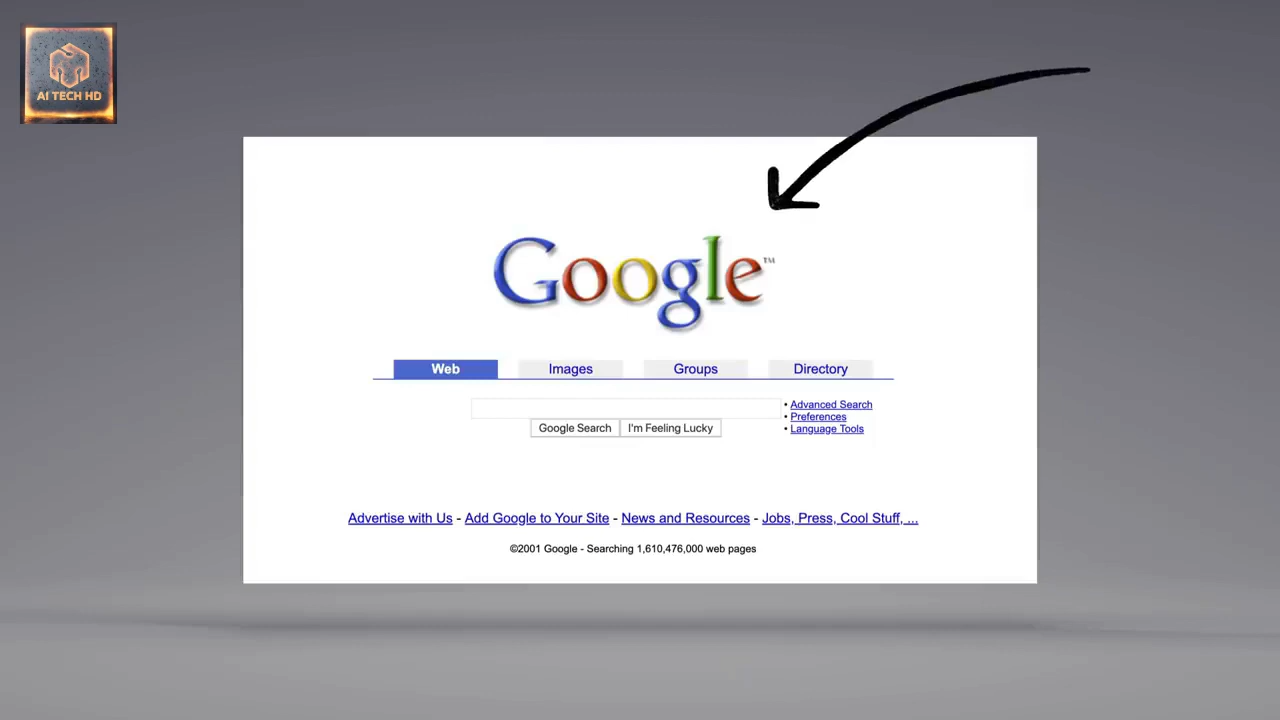 AI TECH HD
Google™
Web Images Groups Directory
• Advanced Search
• Preferences
• Language Tools
Google Search I'm Feeling Lucky
Advertise with Us - Add Google to Your Site - News and Resources - Jobs, Press, Cool Stuff, ...
©2001 Google - Searching 1,610,476,000 web pages